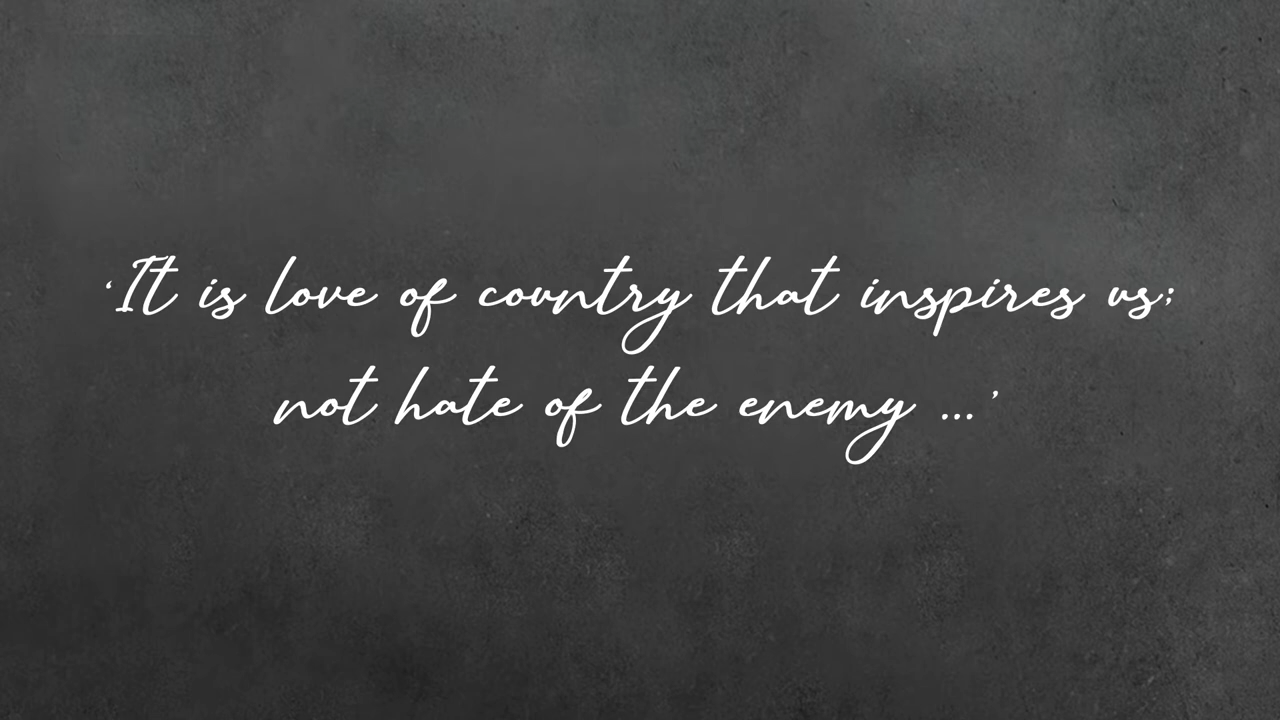 ‘It is love of country that inspires us;
not hate of the enemy ...’